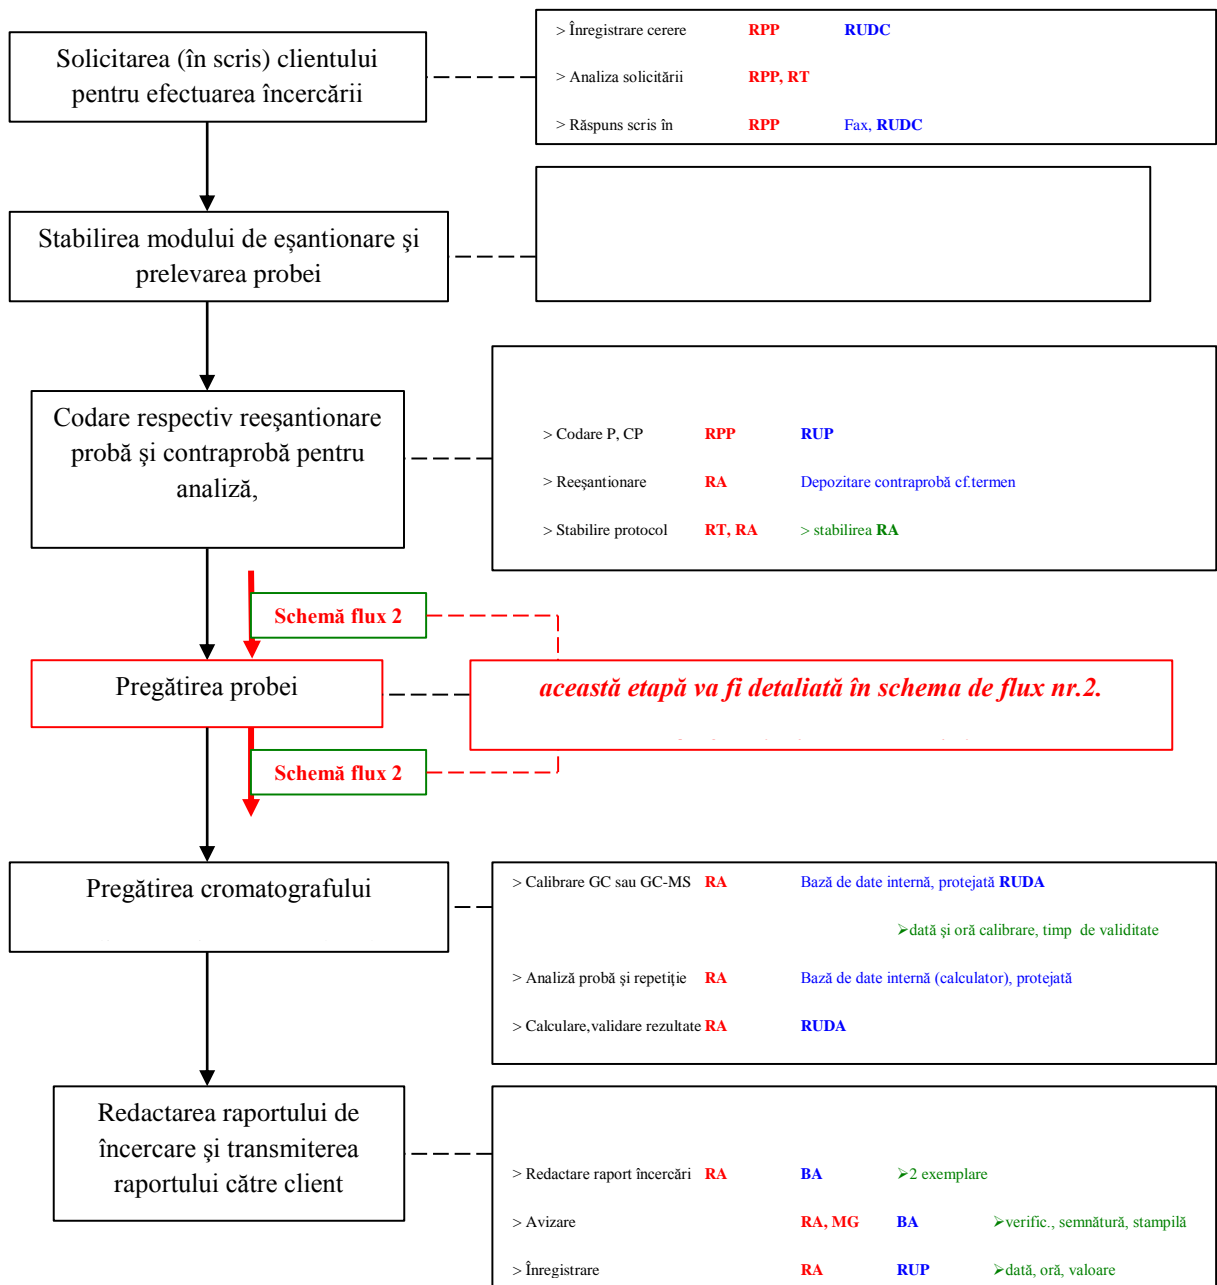 Solicitarea (în scris) clientului
pentru efectuarea încercării
> Înregistrare cerere RPP RUDC
> Analiza solicitării RPP, RT
> Răspuns scris în RPP Fax, RUDC
Stabilirea modului de eșantionare şi
prelevarea probei
Codare respectiv reeşantionare
probă şi contraprobă pentru
analiză,
> Codare P, CP RPP RUP
> Reeşantionare RA Depozitare contraprobă cf.termen
> Stabilire protocol RT, RA > stabilirea RA
Schemă flux 2
Pregătirea probei
această etapă va fi detaliată în schema de flux nr.2.
Schemă flux 2
Pregătirea cromatografului
> Calibrare GC sau GC-MS RA Bază de date internă, protejată RUDA
➢dată şi oră calibrare, timp de validitate
> Analiză probă şi repetiţie RA Bază de date internă (calculator), protejată
> Calculare,validare rezultate RA RUDA
Redactarea raportului de
încercare şi transmiterea
raportului către client
> Redactare raport încercări RA BA ➢2 exemplare
> Avizare RA, MG BA ➢verific., semnătură, stampilă
> Înregistrare RA RUP ➢dată, oră, valoare